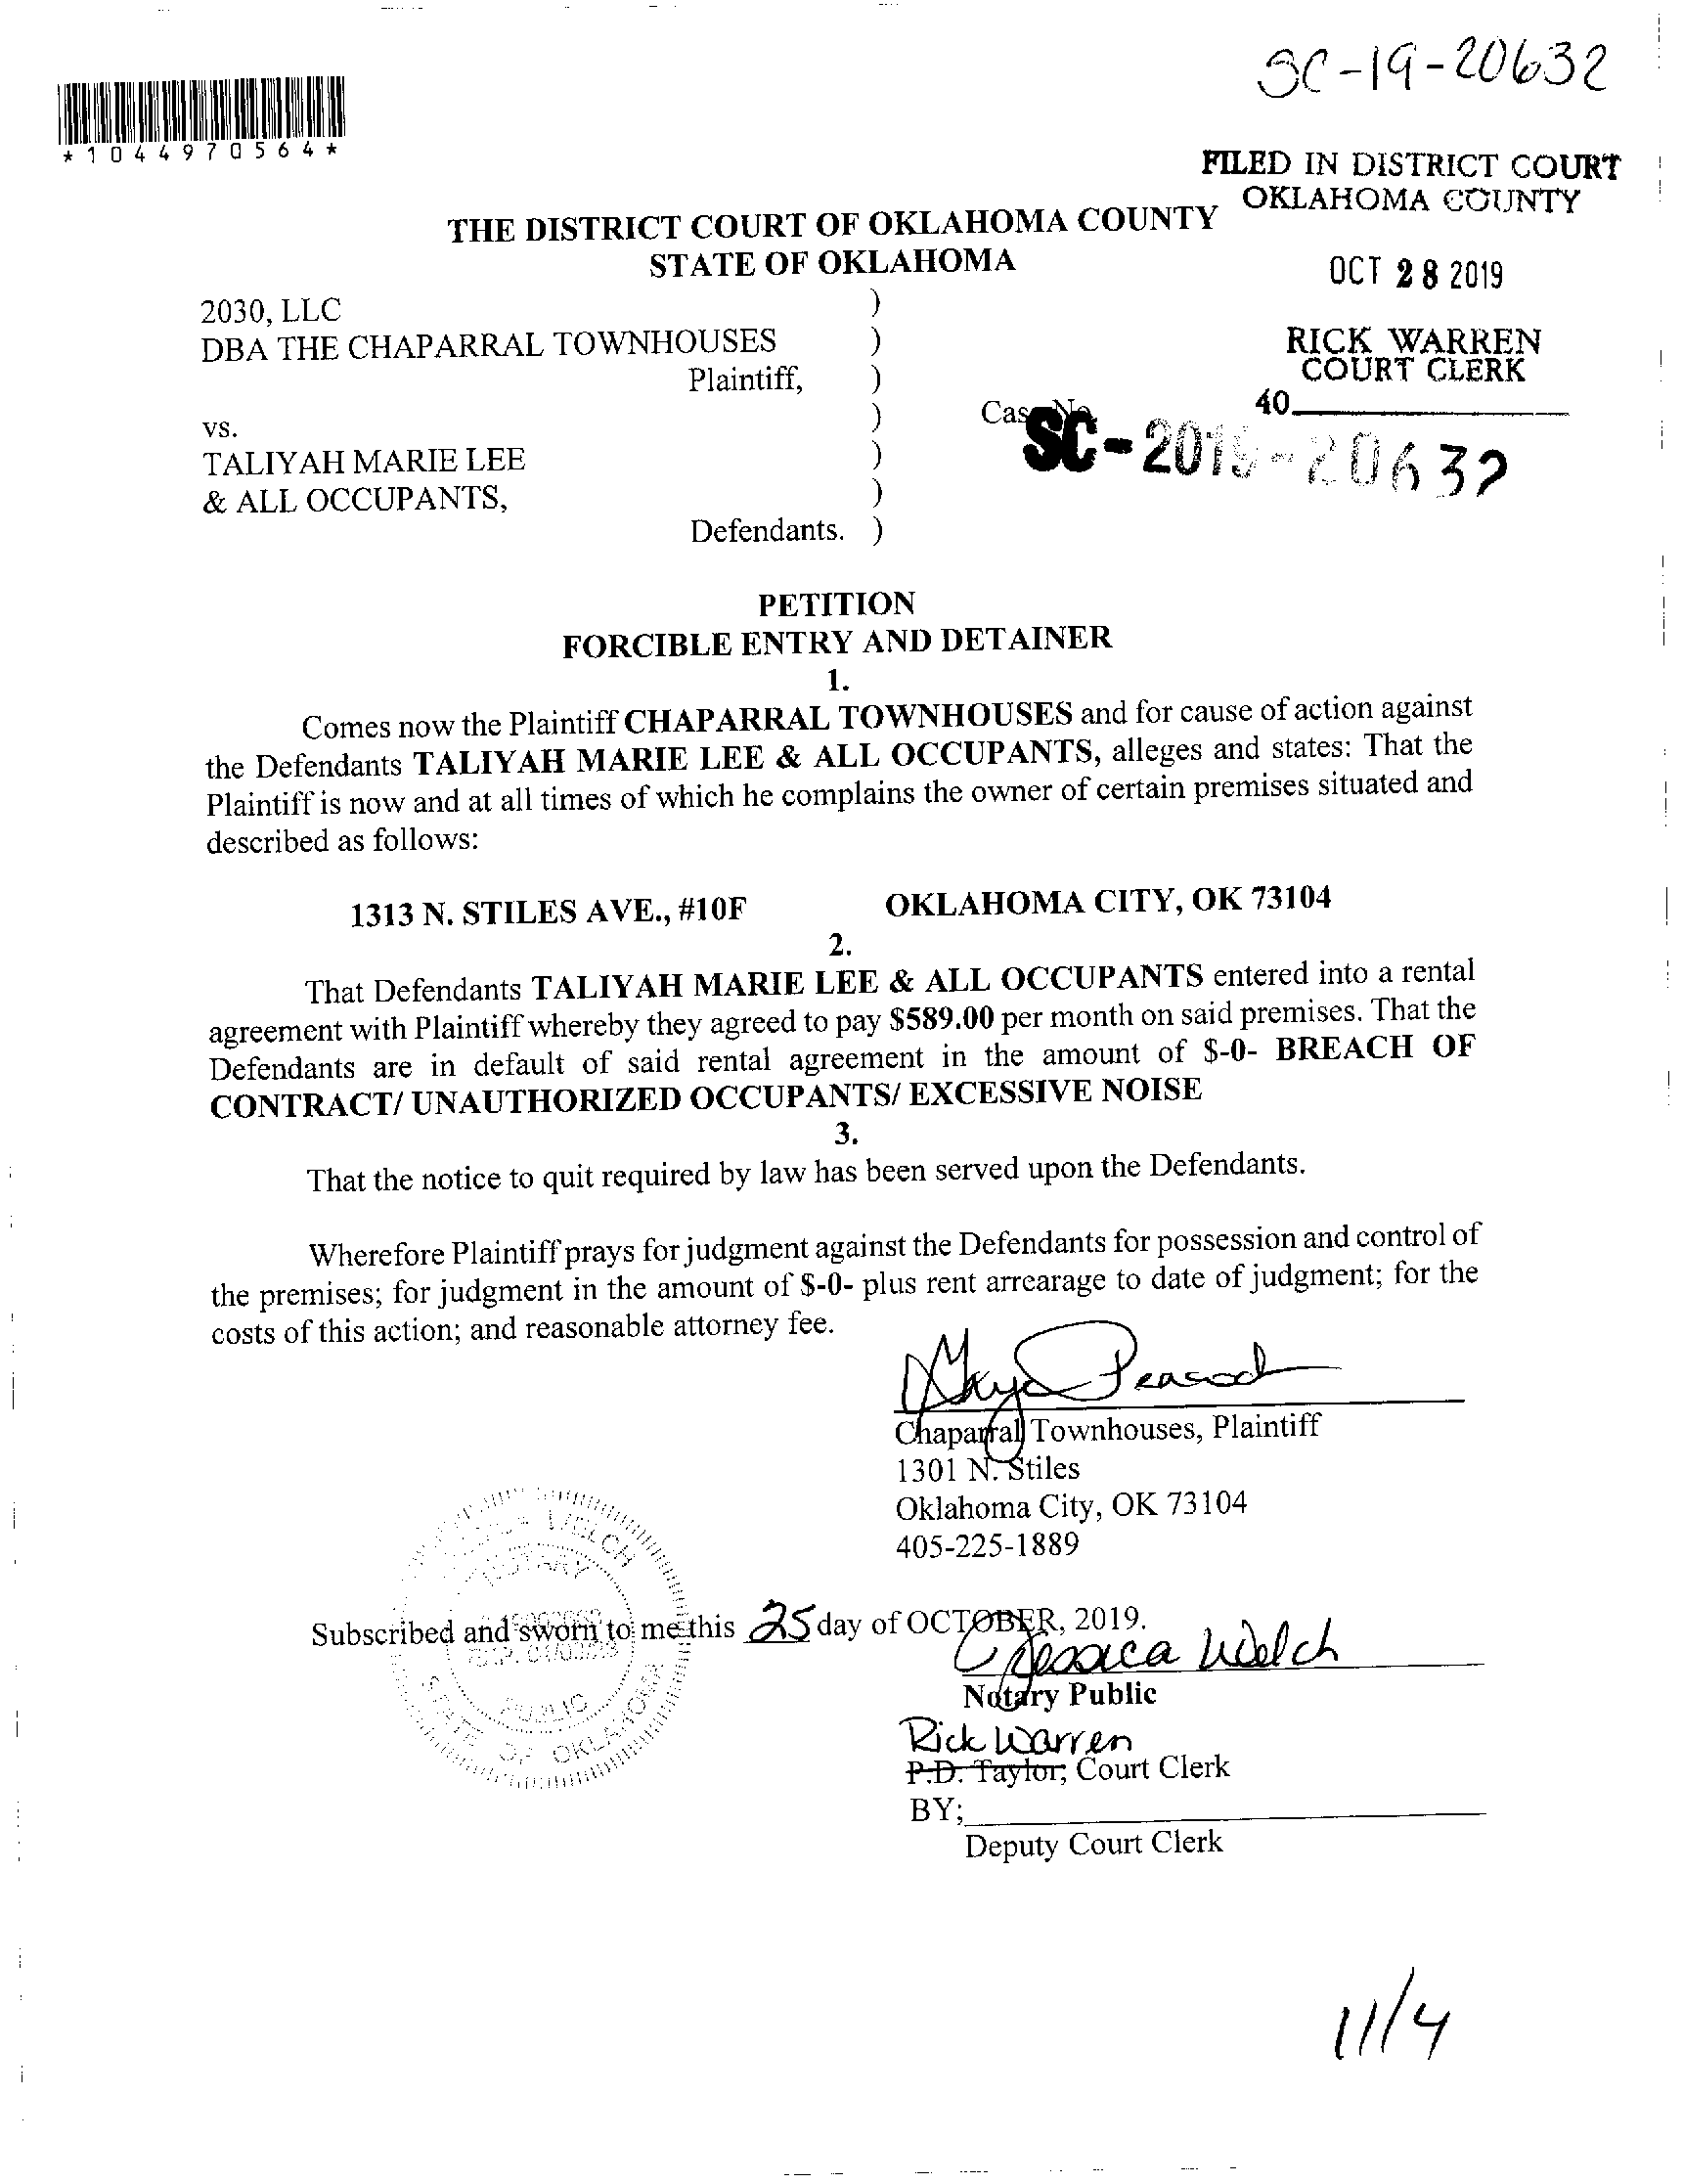 SC-19-20632
*1044970564*
FILED IN DISTRICT COURT
OKLAHOMA COUNTY
THE DISTRICT COURT OF OKLAHOMA COUNTY
STATE OF OKLAHOMA
OCT 28 2019
2030, LLC )
DBA THE CHAPARRAL TOWNHOUSES )
Plaintiff, )
RICK WARREN
COURT CLERK
40
)
vs.
Case No.
SC-2019-20632
TALIYAH MARIE LEE )
& ALL OCCUPANTS, )
Defendants. )
PETITION
FORCIBLE ENTRY AND DETAINER
1.
Comes now the Plaintiff CHAPARRAL TOWNHOUSES and for cause of action against
the Defendants TALIYAH MARIE LEE & ALL OCCUPANTS, alleges and states: That the
Plaintiff is now and at all times of which he complains the owner of certain premises situated and
described as follows:
1313 N. STILES AVE., #10F OKLAHOMA CITY, OK 73104
2.
That Defendants TALIYAH MARIE LEE & ALL OCCUPANTS entered into a rental
agreement with Plaintiff whereby they agreed to pay $589.00 per month on said premises. That the
Defendants are in default of said rental agreement in the amount of $-0- BREACH OF
CONTRACT/ UNAUTHORIZED OCCUPANTS/ EXCESSIVE NOISE
3.
That the notice to quit required by law has been served upon the Defendants.
Wherefore Plaintiff prays for judgment against the Defendants for possession and control of
the premises; for judgment in the amount of $-0- plus rent arrearage to date of judgment; for the
costs of this action; and reasonable attorney fee.
Chaparral Townhouses, Plaintiff
1301 N. Stiles
Oklahoma City, OK 73104
405-225-1889
WELCH
NOTARY
PUBLIC
STATE OF OKLAHOMA
Subscribed and sworn to me this 25 day of OCTOBER, 2019.
Jessica Welch
Notary Public
Rick Warren
P.D. Taylor, Court Clerk
BY;
Deputy Court Clerk
11/4